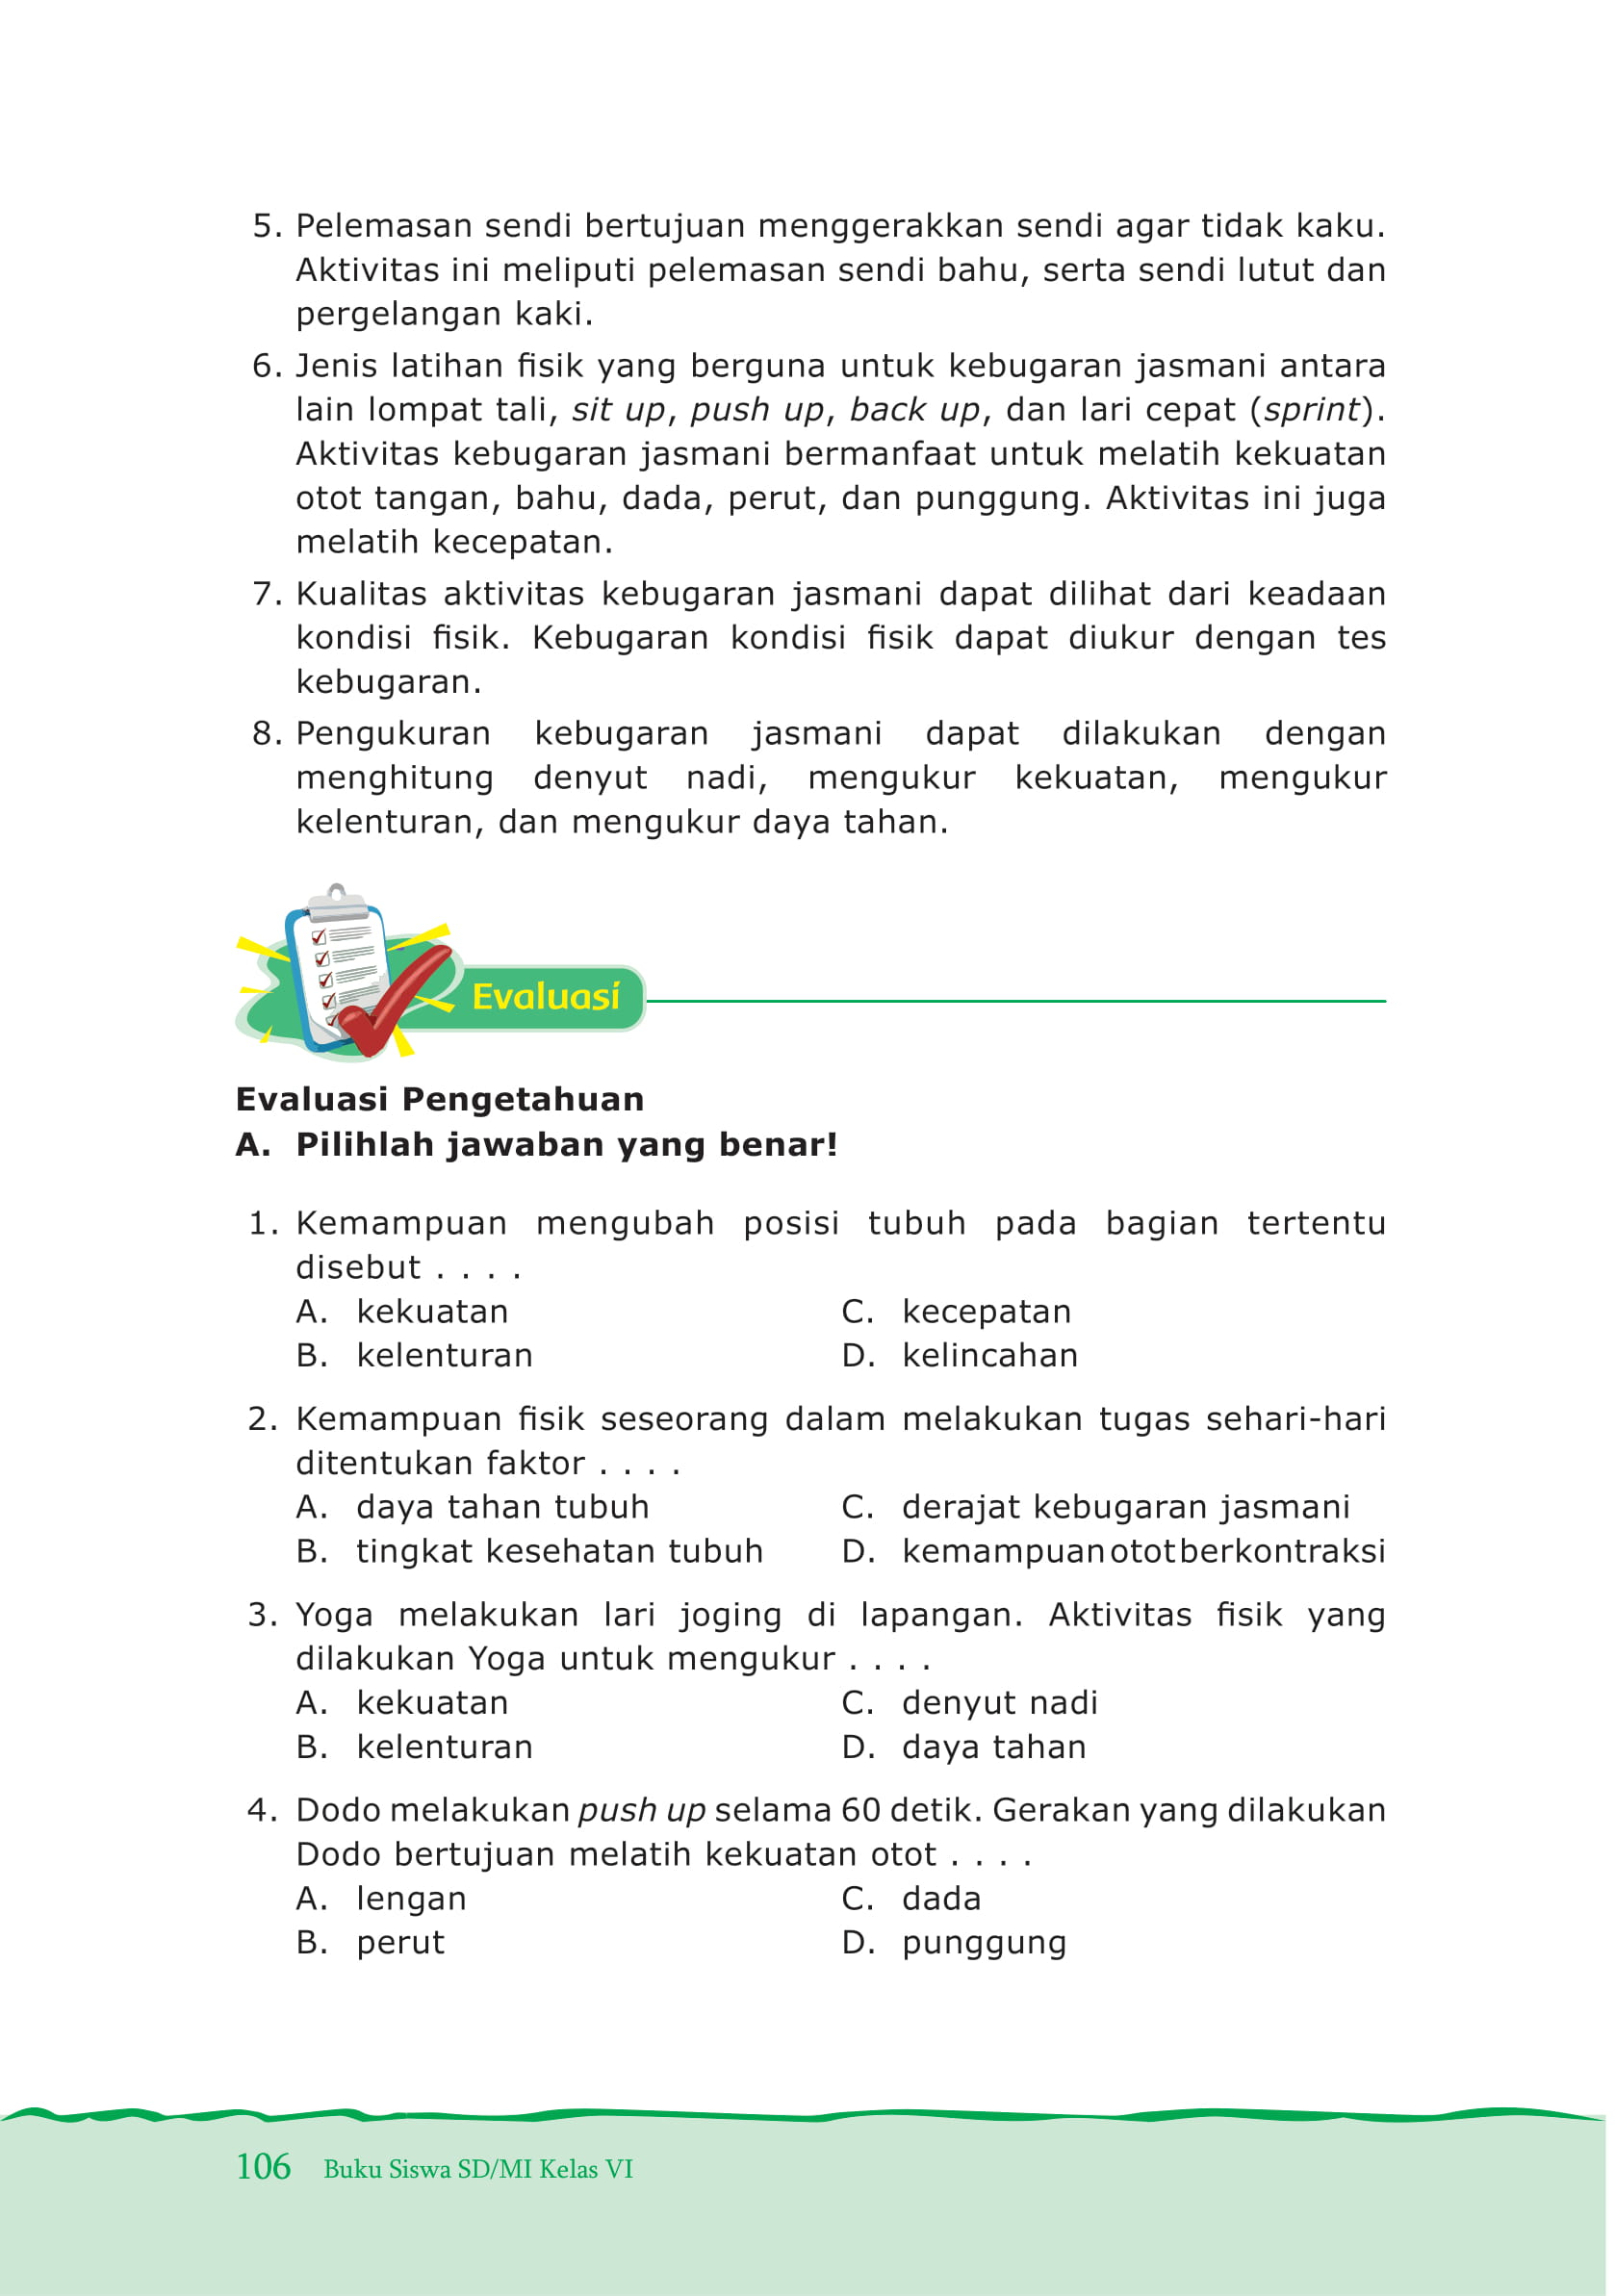 5. Pelemasan sendi bertujuan menggerakkan sendi agar tidak kaku.
Aktivitas ini meliputi pelemasan sendi bahu, serta sendi lutut dan
pergelangan kaki.
6. Jenis latihan fisik yang berguna untuk kebugaran jasmani antara
lain lompat tali, sit up, push up, back up, dan lari cepat (sprint).
Aktivitas kebugaran jasmani bermanfaat untuk melatih kekuatan
otot tangan, bahu, dada, perut, dan punggung. Aktivitas ini juga
melatih kecepatan.
7. Kualitas aktivitas kebugaran jasmani dapat dilihat dari keadaan
kondisi fisik. Kebugaran kondisi fisik dapat diukur dengan tes
kebugaran.
8. Pengukuran kebugaran jasmani dapat dilakukan dengan
menghitung denyut nadi, mengukur kekuatan, mengukur
kelenturan, dan mengukur daya tahan.
Evaluasi
Evaluasi Pengetahuan
A. Pilihlah jawaban yang benar!
1. Kemampuan mengubah posisi tubuh pada bagian tertentu
disebut . . . .
A. kekuatan C. kecepatan
B. kelenturan D. kelincahan
2. Kemampuan fisik seseorang dalam melakukan tugas sehari-hari
ditentukan faktor . . . .
A. daya tahan tubuh C. derajat kebugaran jasmani
B. tingkat kesehatan tubuh D. kemampuan otot berkontraksi
3. Yoga melakukan lari joging di lapangan. Aktivitas fisik yang
dilakukan Yoga untuk mengukur . . . .
A. kekuatan C. denyut nadi
B. kelenturan D. daya tahan
4. Dodo melakukan push up selama 60 detik. Gerakan yang dilakukan
Dodo bertujuan melatih kekuatan otot . . . .
A. lengan C. dada
B. perut D. punggung
106 Buku Siswa SD/MI Kelas VI